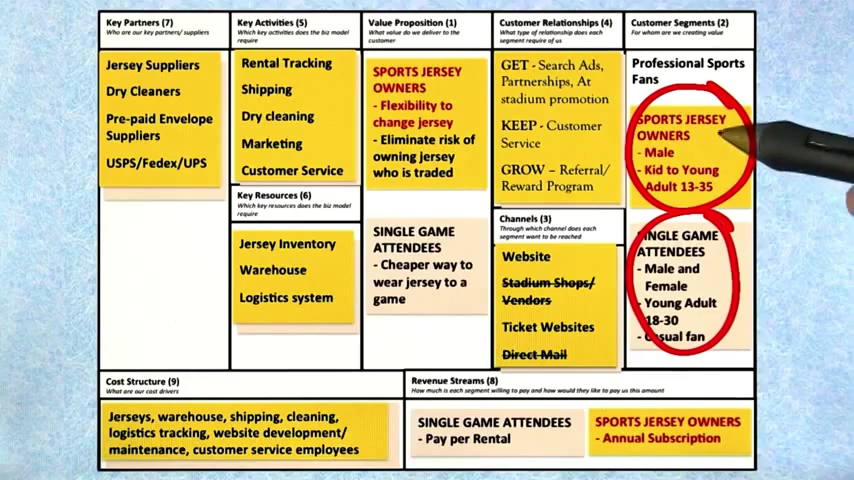 Key Partners (7)
Who are our key partners/ suppliers
Jersey Suppliers
Dry Cleaners
Pre-paid Envelope
Suppliers
USPS/Fedex/UPS
Key Activities (5)
Which key activities does the biz model
require
Rental Tracking
Shipping
Dry cleaning
Marketing
Customer Service
Key Resources (6)
Which key resources does the biz model
require
Jersey Inventory
Warehouse
Logistics system
Value Proposition (1)
What value do we deliver to the
customer
SPORTS JERSEY
OWNERS
- Flexibility to
change jersey
- Eliminate risk of
owning jersey
who is traded
SINGLE GAME
ATTENDEES
- Cheaper way to
wear jersey to a
game
Customer Relationships (4)
What type of relationship does each
segment require of us
GET - Search Ads,
Partnerships, At
stadium promotion
KEEP - Customer
Service
GROW – Referral/
Reward Program
Channels (3)
Through which channel does each
segment want to be reached
Website
Stadium Shops/
Vendors
Ticket Websites
Direct Mail
Customer Segments (2)
For whom are we creating value
Professional Sports
Fans
SPORTS JERSEY
OWNERS
- Male
- Kid to Young
Adult 13-35
SINGLE GAME
ATTENDEES
- Male and
Female
- Young Adult
18-30
- Casual fan
Cost Structure (9)
What are our cost drivers
Jerseys, warehouse, shipping, cleaning,
logistics tracking, website development/
maintenance, customer service employees
Revenue Streams (8)
How much is each segment willing to pay and how would they like to pay us this amount
SINGLE GAME ATTENDEES
- Pay per Rental
SPORTS JERSEY OWNERS
- Annual Subscription